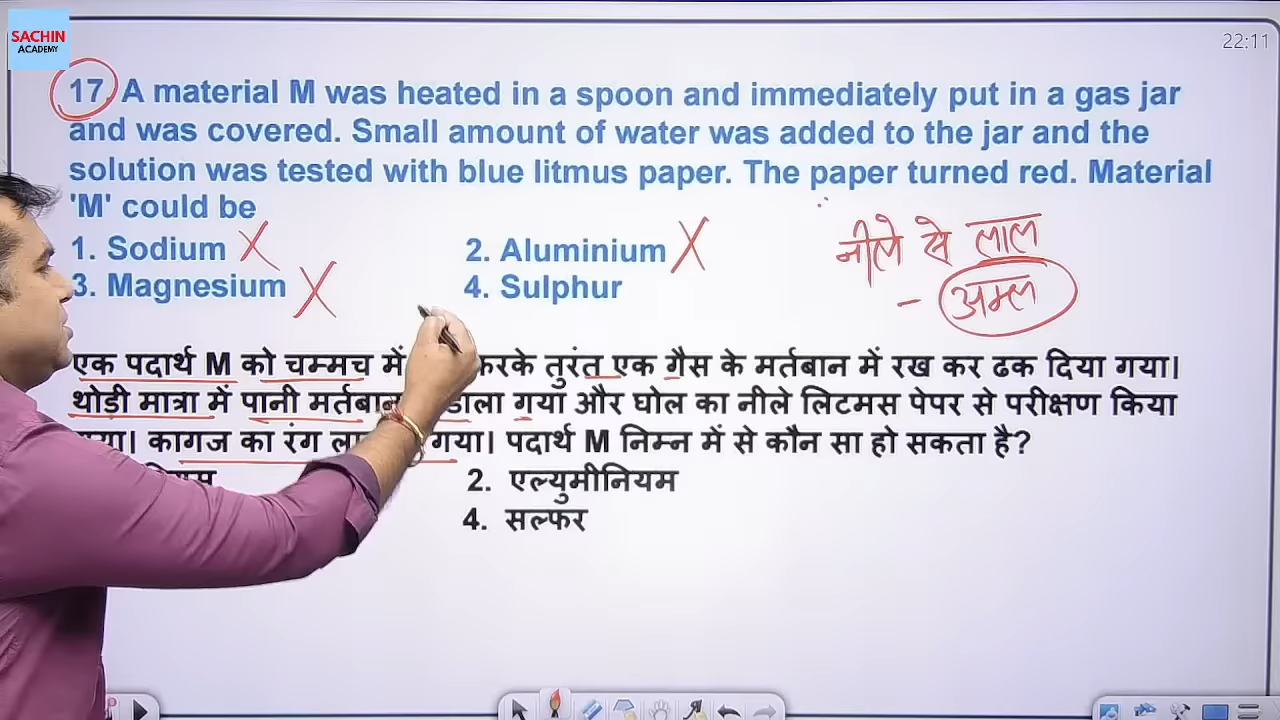 SACHIN
ACADEMY
22:11
17. A material M was heated in a spoon and immediately put in a gas jar
and was covered. Small amount of water was added to the jar and the
solution was tested with blue litmus paper. The paper turned red. Material
'M' could be
1. Sodium X 2. Aluminium X
3. Magnesium X 4. Sulphur
नीले से लाल
– अम्ल
एक पदार्थ M को चम्मच में करके तुरंत एक गैस के मर्तबान में रख कर ढक दिया गया।
थोड़ी मात्रा में पानी मर्तबान डाला गया और घोल का नीले लिटमस पेपर से परीक्षण किया
कागज का रंग गया। पदार्थ M निम्न में से कौन सा हो सकता है?
2. एल्युमीनियम
4. सल्फर